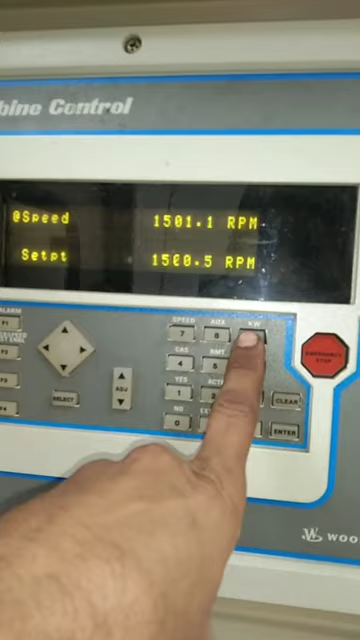 bine Control
@Speed 1501.1 RPM
Setpt 1500.5 RPM
ALARM
F1
F2
F3
F4
SELECT
ADJ
SPEED
7
AUX
8
KW
CAS
4
RMT
5
YES
1
2
NO
0
CLEAR
ENTER
EMERGENCY
STOP
WOO